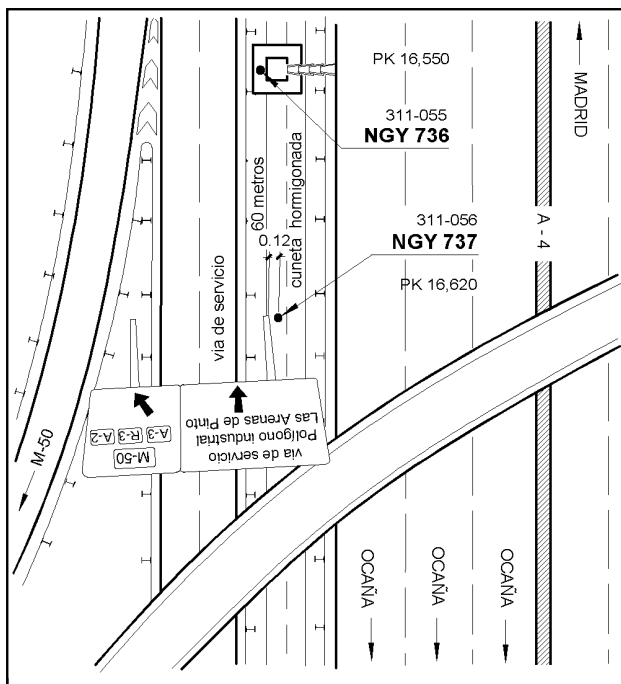 PK 16,550
MADRID
311-055
NGY 736
60 metros
cuneta hormigonada
0.12
311-056
NGY 737
A - 4
PK 16,620
via de servicio
M-50
A-2 R-3 A-3
M-50
via de servicio
Polígono industrial
Las Arenas de Pinto
OCAÑA
OCAÑA
OCAÑA